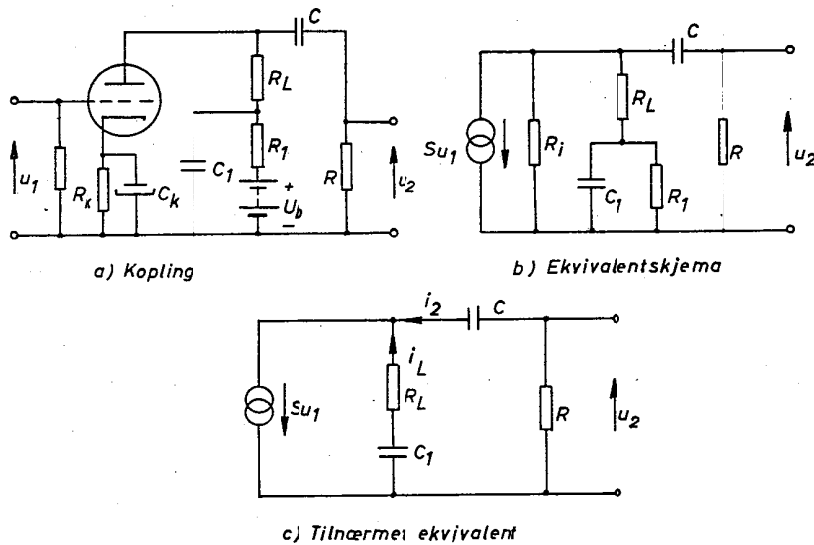 C
R_L
u_1
R_k
C_k
C_1
R_1
+
U_b
−
R
u_2
a) Kopling
C
Su_1
R_i
R_L
C_1
R_1
R
u_2
b) Ekvivalentskjema
i_2
C
i_L
Su_1
R_L
C_1
R
u_2
c) Tilnærmet ekvivalent